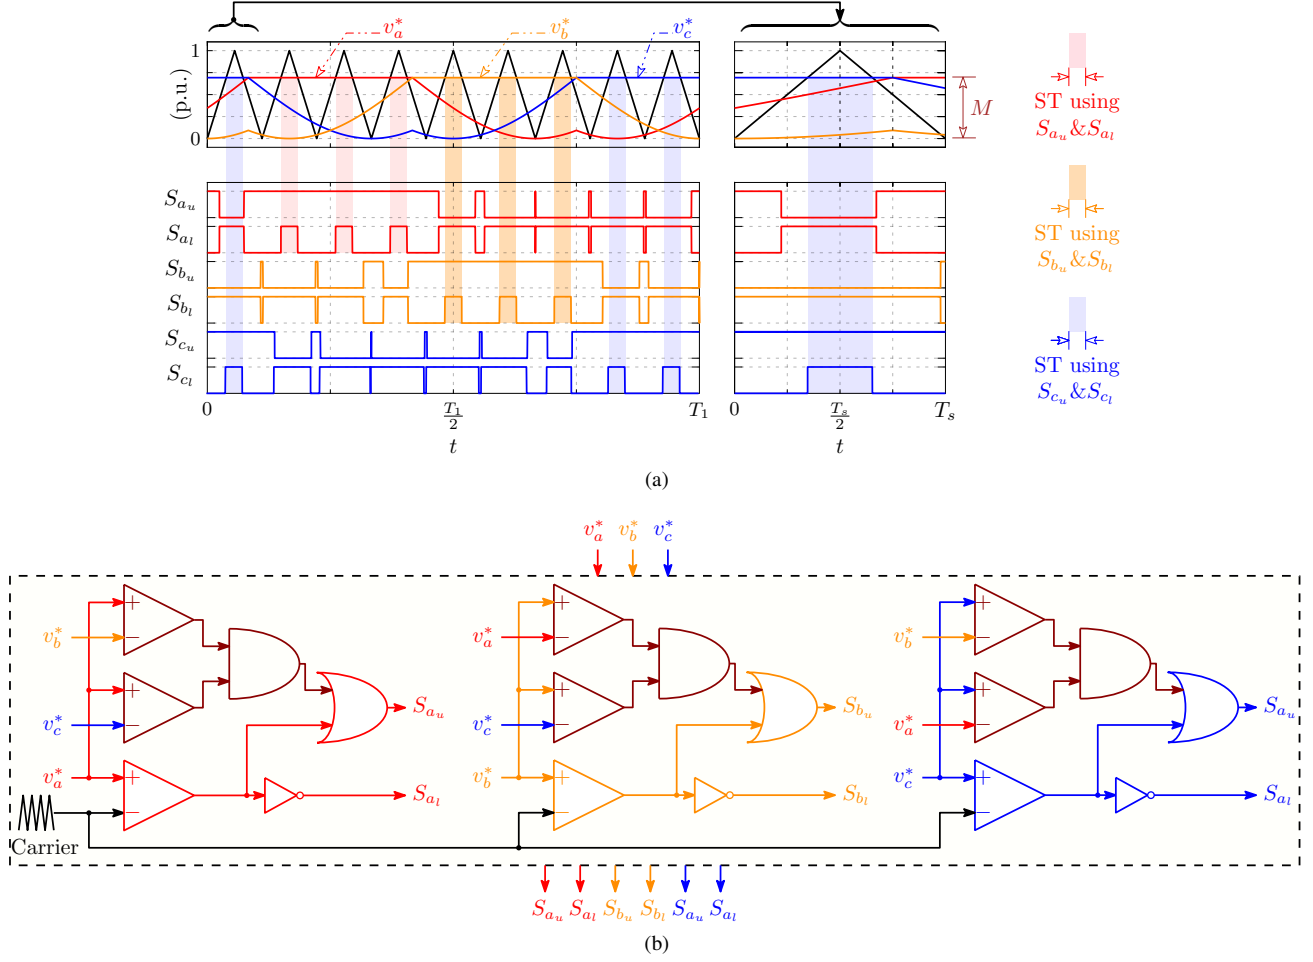 v_a^* v_b^* v_c^*
1
(p.u.)
0
M
ST using
S_{a_u}&S_{a_l}
ST using
S_{b_u}&S_{b_l}
ST using
S_{c_u}&S_{c_l}
S_{a_u}
S_{a_l}
S_{b_u}
S_{b_l}
S_{c_u}
S_{c_l}
0 T_1/2 T_1
t
0 T_s/2 T_s
t
(a)
v_a^* v_b^* v_c^*
v_b^* + −
v_c^* + −
v_a^* + −
S_{a_u}
S_{a_l}
Carrier
v_a^* + −
v_c^* + −
v_b^* + −
S_{b_u}
S_{b_l}
v_b^* + −
v_a^* + −
v_c^* + −
S_{a_u}
S_{a_l}
S_{a_u} S_{a_l} S_{b_u} S_{b_l} S_{a_u} S_{a_l}
(b)